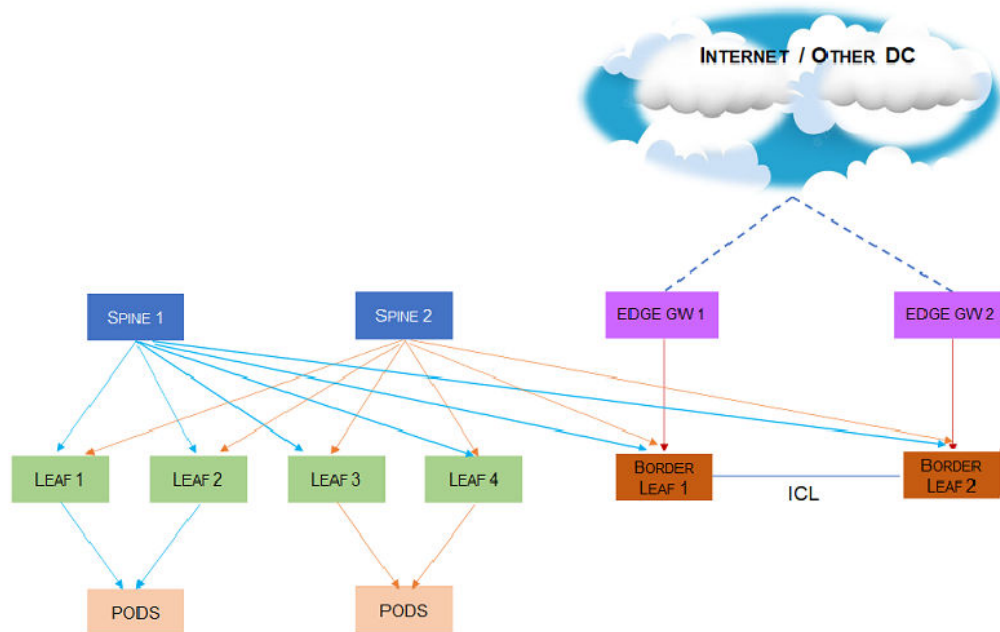 INTERNET / OTHER DC
SPINE 1
SPINE 2
EDGE GW 1
EDGE GW 2
LEAF 1
LEAF 2
LEAF 3
LEAF 4
BORDER
LEAF 1
ICL
BORDER
LEAF 2
PODS
PODS